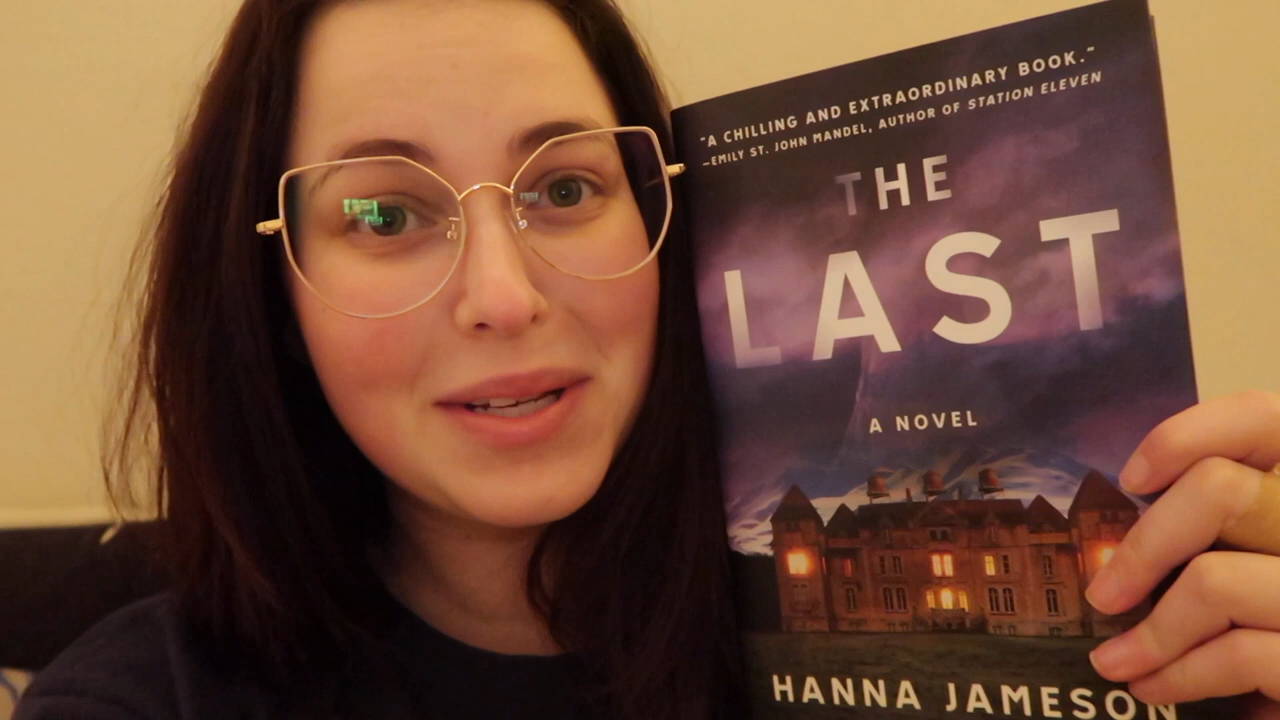 "A CHILLING AND EXTRAORDINARY BOOK."
—EMILY ST. JOHN MANDEL, AUTHOR OF STATION ELEVEN
THE
LAST
A NOVEL
HANNA JAMESON